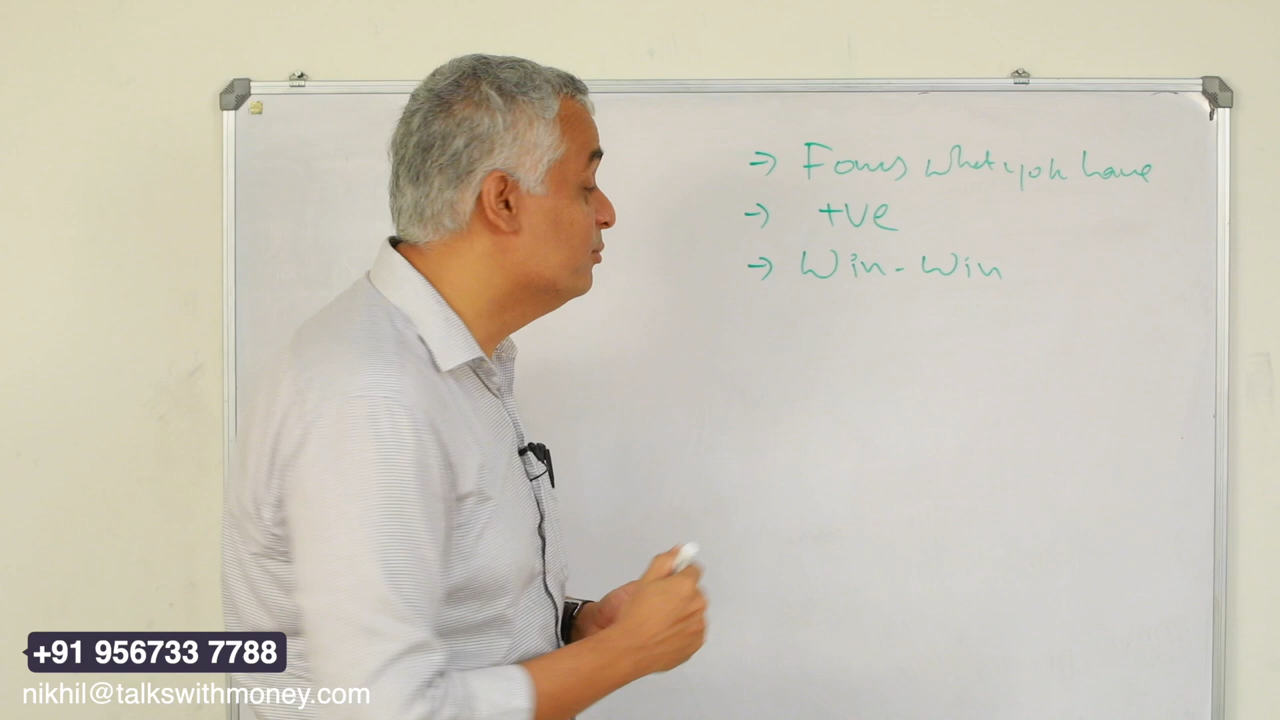 → Focus what you have
→ +ve
→ Win-Win
+91 956733 7788
nikhil@talkswithmoney.com